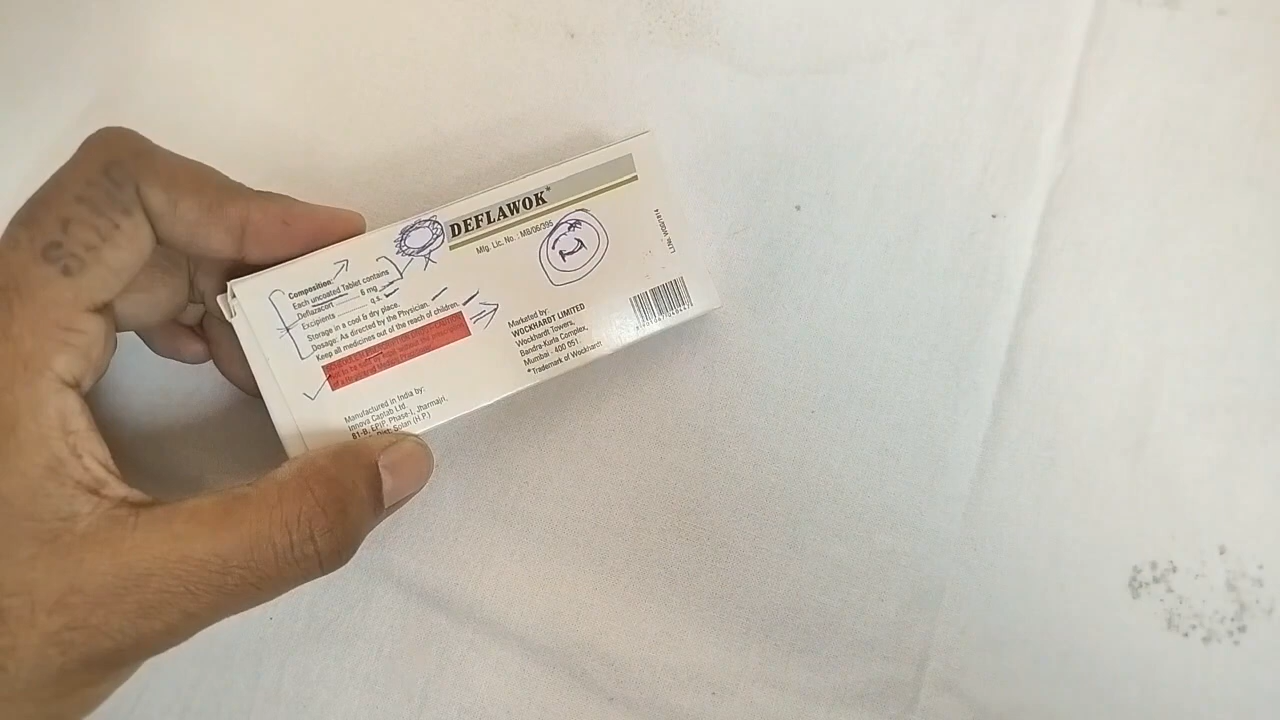 DEFLAWOK*
Mfg. Lic. No.: MB/06/395
Composition:
Each uncoated Tablet contains
Deflazacort ........ 6 mg
Excipients ........ q.s.
Storage in a cool & dry place.
Dosage: As directed by the Physician.
Keep all medicines out of the reach of children.
Manufactured in India by:
Innova Captab Ltd.
81-B, EPIP, Phase-I, Jharmajri,
Solan (H.P.)
Marketed by
WOCKHARDT LIMITED
Wockhardt Towers,
Bandra-Kurla Complex,
Mumbai - 400 051.
*Trademark of Wockhardt